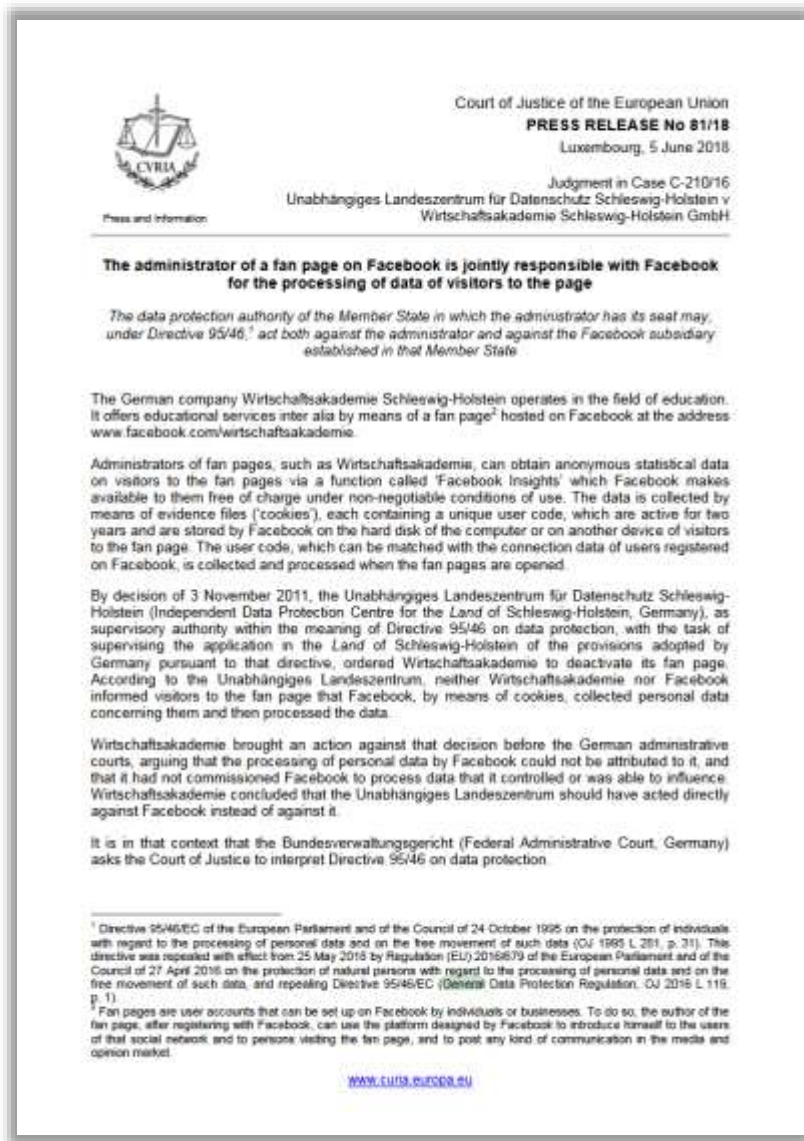 Court of Justice of the European Union
PRESS RELEASE No 81/18
Luxembourg, 5 June 2018
CVRIA
Judgment in Case C-210/16
Unabhängiges Landeszentrum für Datenschutz Schleswig-Holstein v
Press and Information
Wirtschaftsakademie Schleswig-Holstein GmbH
The administrator of a fan page on Facebook is jointly responsible with Facebook
for the processing of data of visitors to the page
The data protection authority of the Member State in which the administrator has its seat may,
under Directive 95/46,¹ act both against the administrator and against the Facebook subsidiary
established in that Member State
The German company Wirtschaftsakademie Schleswig-Holstein operates in the field of education.
It offers educational services inter alia by means of a fan page² hosted on Facebook at the address
www.facebook.com/wirtschaftsakademie.
Administrators of fan pages, such as Wirtschaftsakademie, can obtain anonymous statistical data
on visitors to the fan pages via a function called 'Facebook Insights' which Facebook makes
available to them free of charge under non-negotiable conditions of use. The data is collected by
means of evidence files ('cookies'), each containing a unique user code, which are active for two
years and are stored by Facebook on the hard disk of the computer or on another device of visitors
to the fan page. The user code, which can be matched with the connection data of users registered
on Facebook, is collected and processed when the fan pages are opened.
By decision of 3 November 2011, the Unabhängiges Landeszentrum für Datenschutz Schleswig-
Holstein (Independent Data Protection Centre for the Land of Schleswig-Holstein, Germany), as
supervisory authority within the meaning of Directive 95/46 on data protection, with the task of
supervising the application in the Land of Schleswig-Holstein of the provisions adopted by
Germany pursuant to that directive, ordered Wirtschaftsakademie to deactivate its fan page.
According to the Unabhängiges Landeszentrum, neither Wirtschaftsakademie nor Facebook
informed visitors to the fan page that Facebook, by means of cookies, collected personal data
concerning them and then processed the data.
Wirtschaftsakademie brought an action against that decision before the German administrative
courts, arguing that the processing of personal data by Facebook could not be attributed to it, and
that it had not commissioned Facebook to process data that it controlled or was able to influence.
Wirtschaftsakademie concluded that the Unabhängiges Landeszentrum should have acted directly
against Facebook instead of against it.
It is in that context that the Bundesverwaltungsgericht (Federal Administrative Court, Germany)
asks the Court of Justice to interpret Directive 95/46 on data protection.
¹ Directive 95/46/EC of the European Parliament and of the Council of 24 October 1995 on the protection of individuals
with regard to the processing of personal data and on the free movement of such data (OJ 1995 L 281, p. 31). This
directive was repealed with effect from 25 May 2018 by Regulation (EU) 2016/679 of the European Parliament and of the
Council of 27 April 2016 on the protection of natural persons with regard to the processing of personal data and on the
free movement of such data, and repealing Directive 95/46/EC (General Data Protection Regulation, OJ 2016 L 119,
p. 1).
² Fan pages are user accounts that can be set up on Facebook by individuals or businesses. To do so, the author of the
fan page, after registering with Facebook, can use the platform designed by Facebook to introduce himself to the users
of that social network and to persons visiting the fan page, and to post any kind of communication in the media and
opinion market.
www.curia.europa.eu